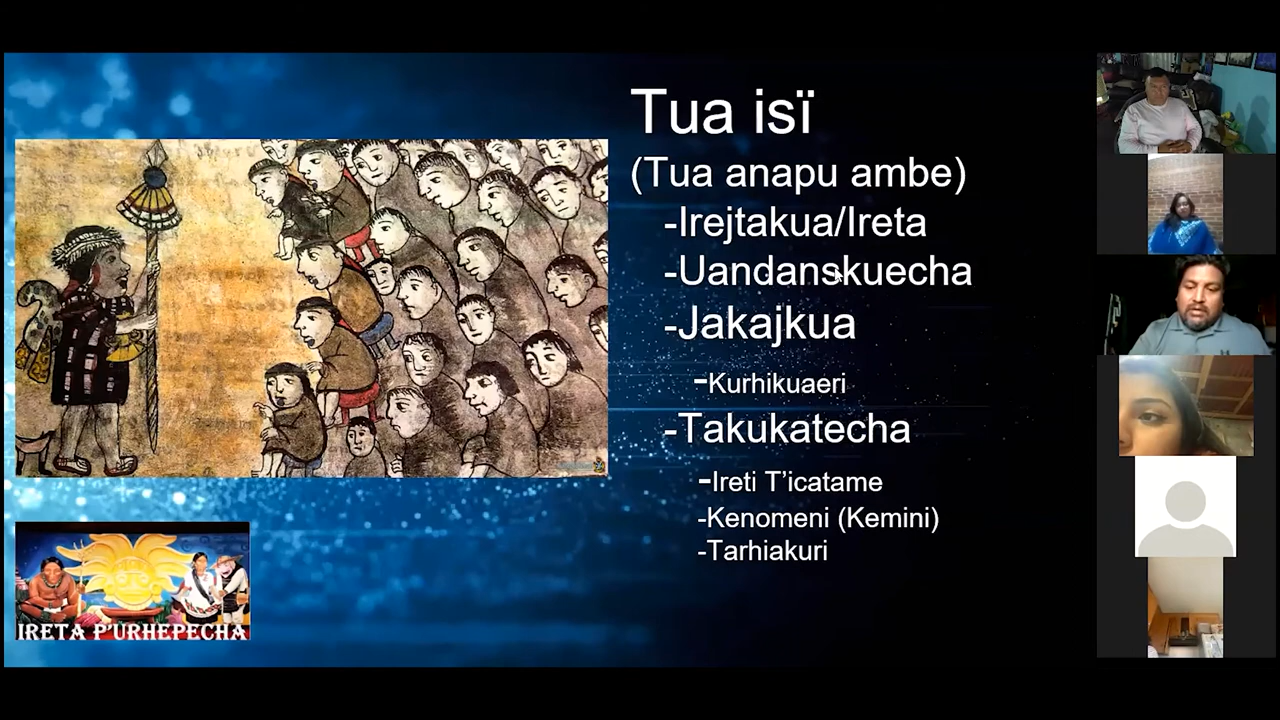 Tua isï
(Tua anapu ambe)
-Irejtakua/Ireta
-Uandanskuecha
-Jakajkua
-Kurhikuaeri
-Takukatecha
-Ireti T’icatame
-Kenomeni (Kemini)
-Tarhiakuri
IRETA P'URHEPECHA